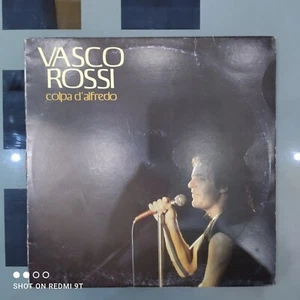 VASCO
ROSSI
colpa d'alfredo
SHOT ON REDMI 9T